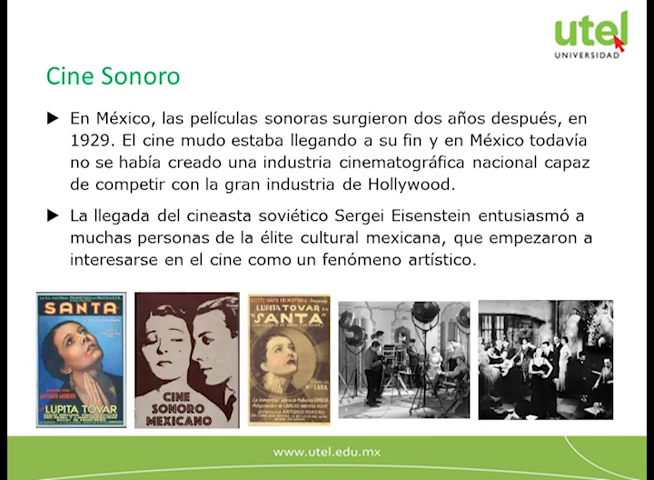 utel
UNIVERSIDAD
Cine Sonoro
En México, las películas sonoras surgieron dos años después, en
1929. El cine mudo estaba llegando a su fin y en México todavía
no se había creado una industria cinematográfica nacional capaz
de competir con la gran industria de Hollywood.
La llegada del cineasta soviético Sergei Eisenstein entusiasmó a
muchas personas de la élite cultural mexicana, que empezaron a
interesarse en el cine como un fenómeno artístico.
SANTA
LUPITA TOVAR
CINE
SONORO
MEXICANO
LUPITA TOVAR
"SANTA"
LARA
www.utel.edu.mx